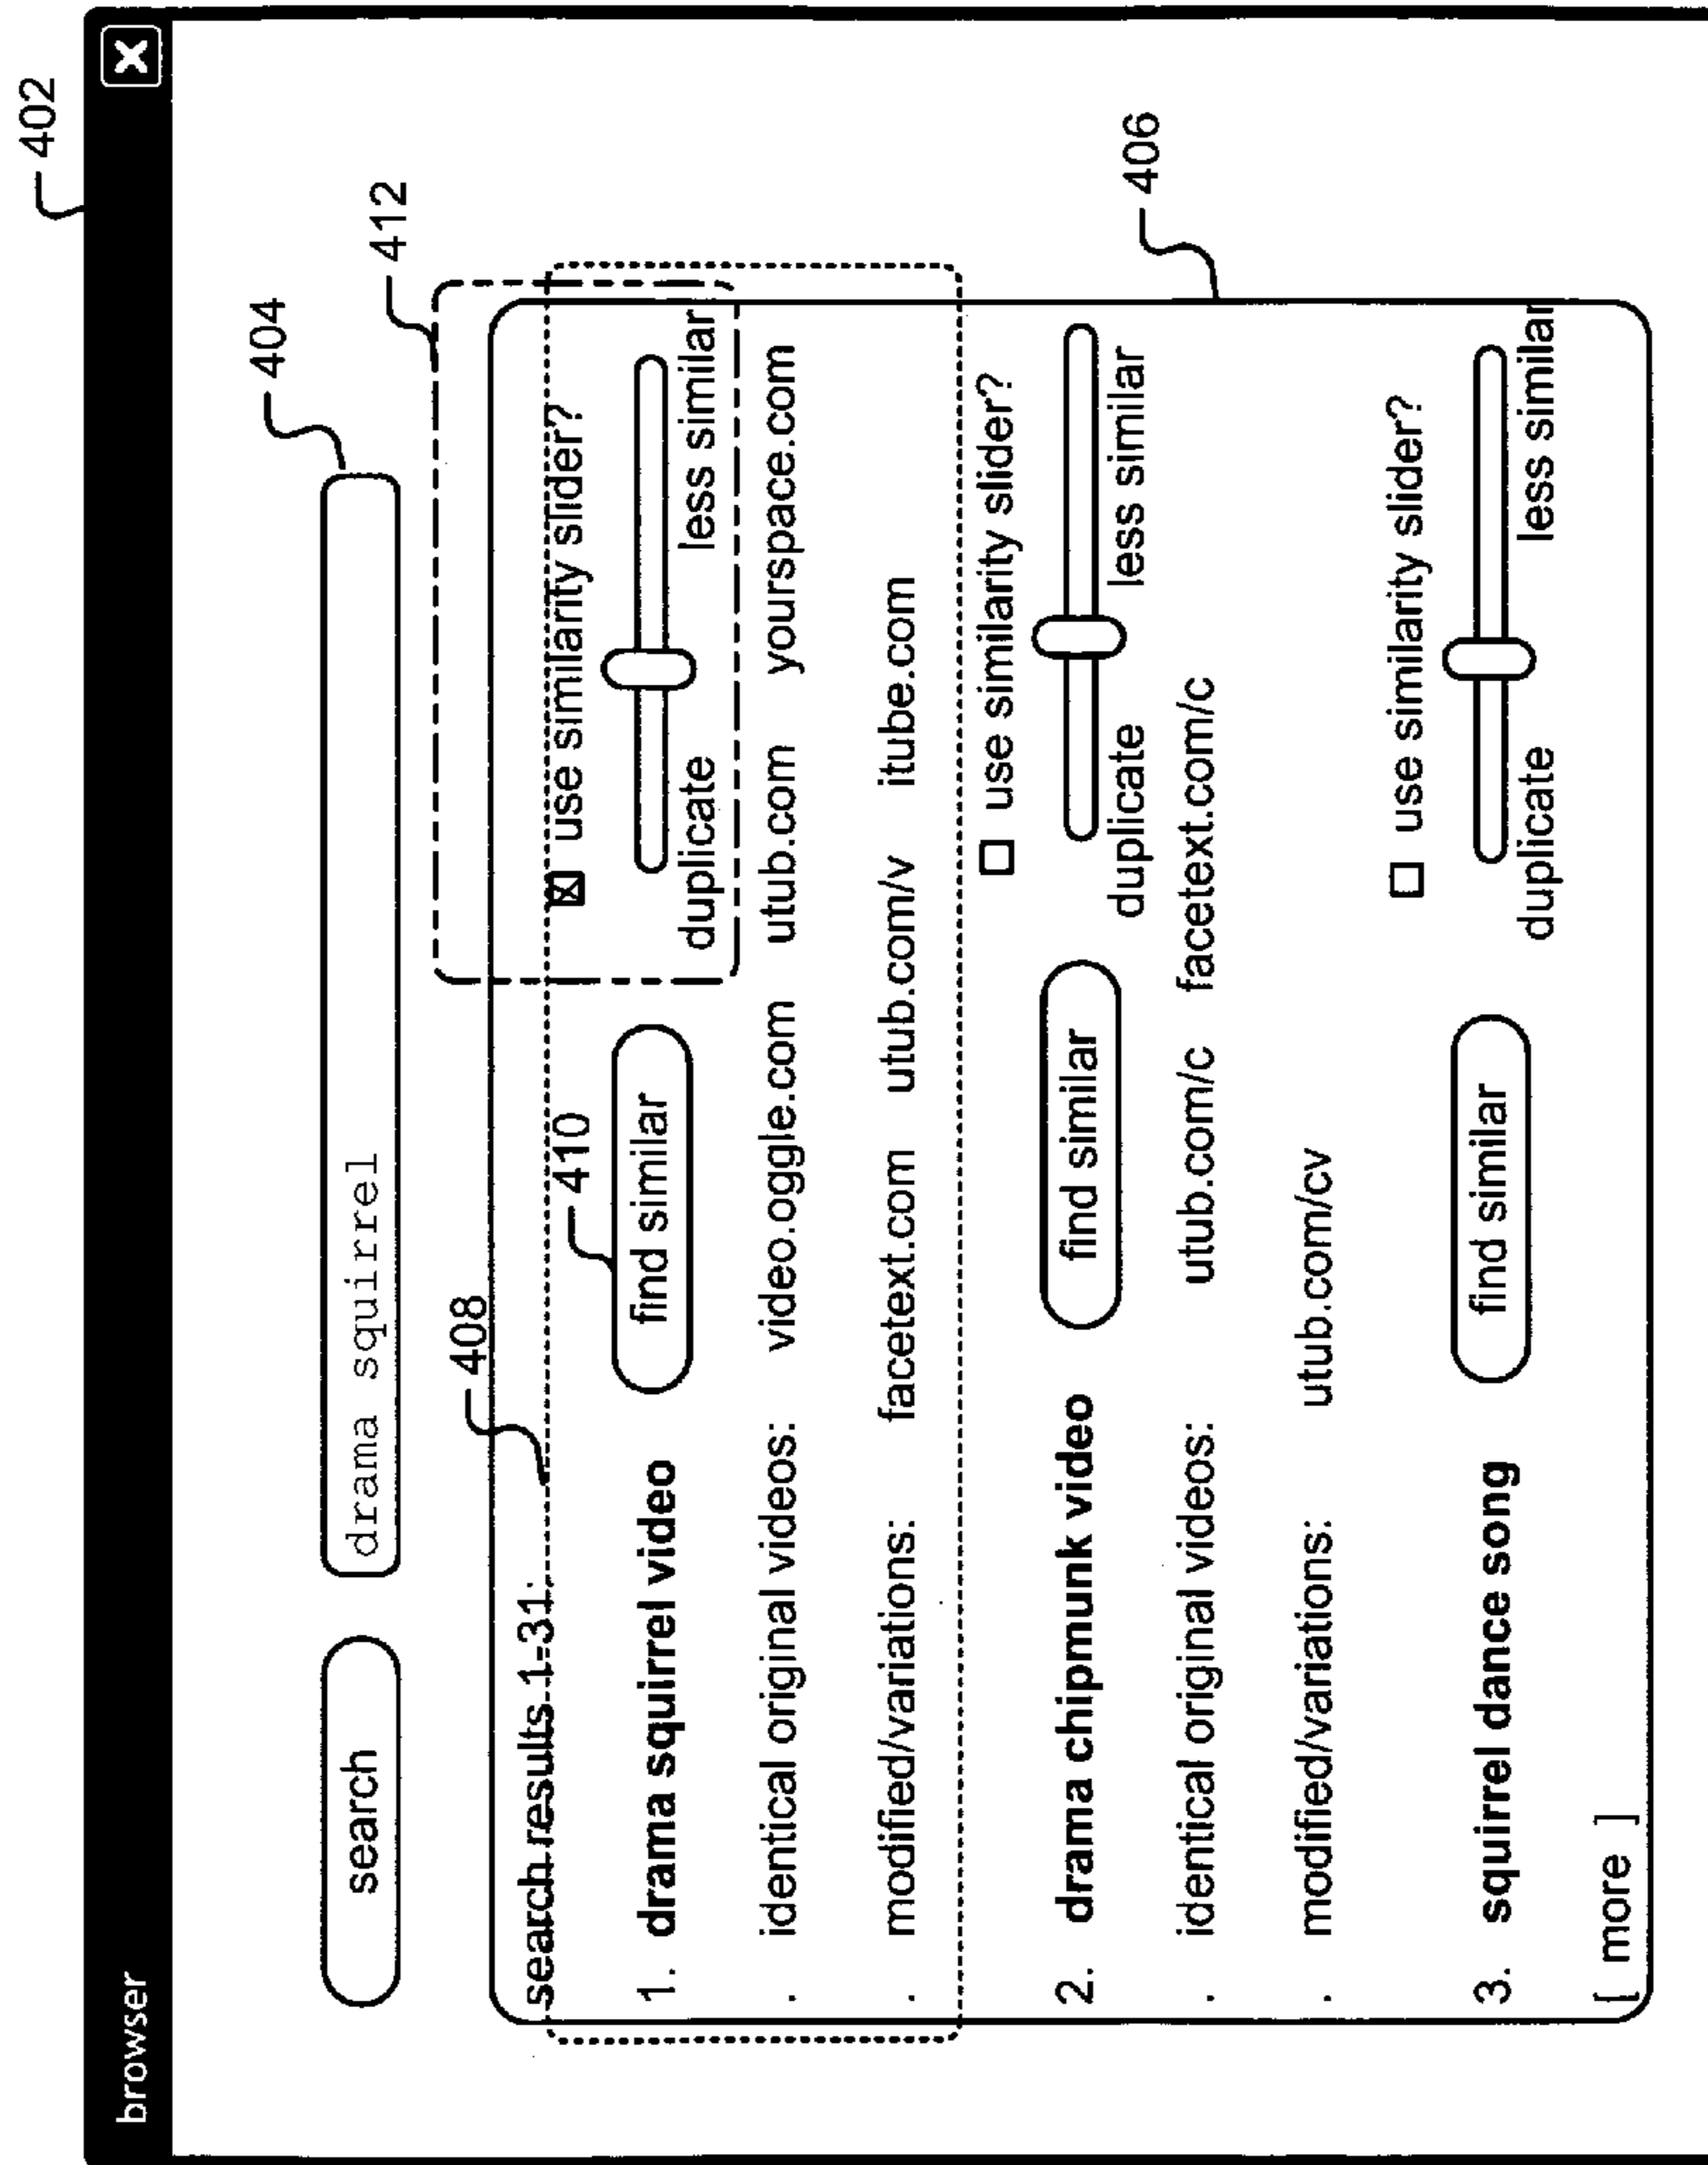 402
browser
412
404
search drama squirrel
408
search results 1-31:
410
☒ use similarity slider?
1. drama squirrel video find similar
duplicate less similar
. identical original videos: video.oggle.com utub.com yourspace.com
. modified/variations: facetext.com utub.com/v itube.com
☐ use similarity slider?
2. drama chipmunk video find similar
duplicate less similar
406
. identical original videos: utub.com/c facetext.com/c
. modified/variations: utub.com/cv
☐ use similarity slider?
3. squirrel dance song find similar
duplicate less similar
[ more ]